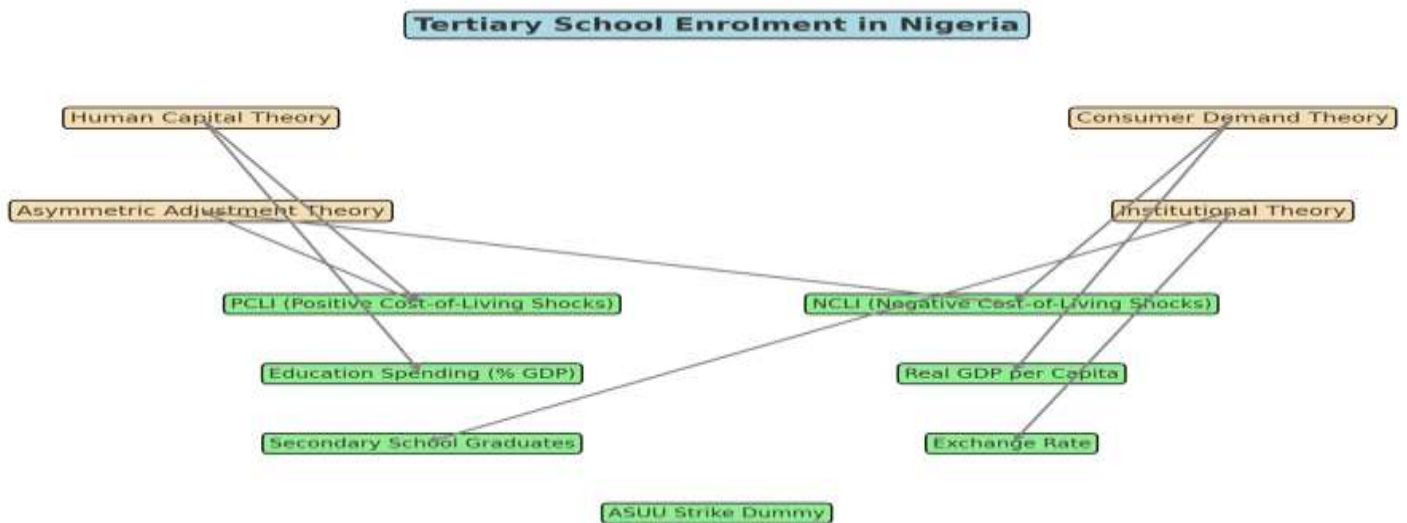 Tertiary School Enrolment in Nigeria
Human Capital Theory
Consumer Demand Theory
Asymmetric Adjustment Theory
Institutional Theory
PCLI (Positive Cost-of-Living Shocks)
NCLI (Negative Cost-of-Living Shocks)
Education Spending (% GDP)
Real GDP per Capita
Secondary School Graduates
Exchange Rate
ASUU Strike Dummy